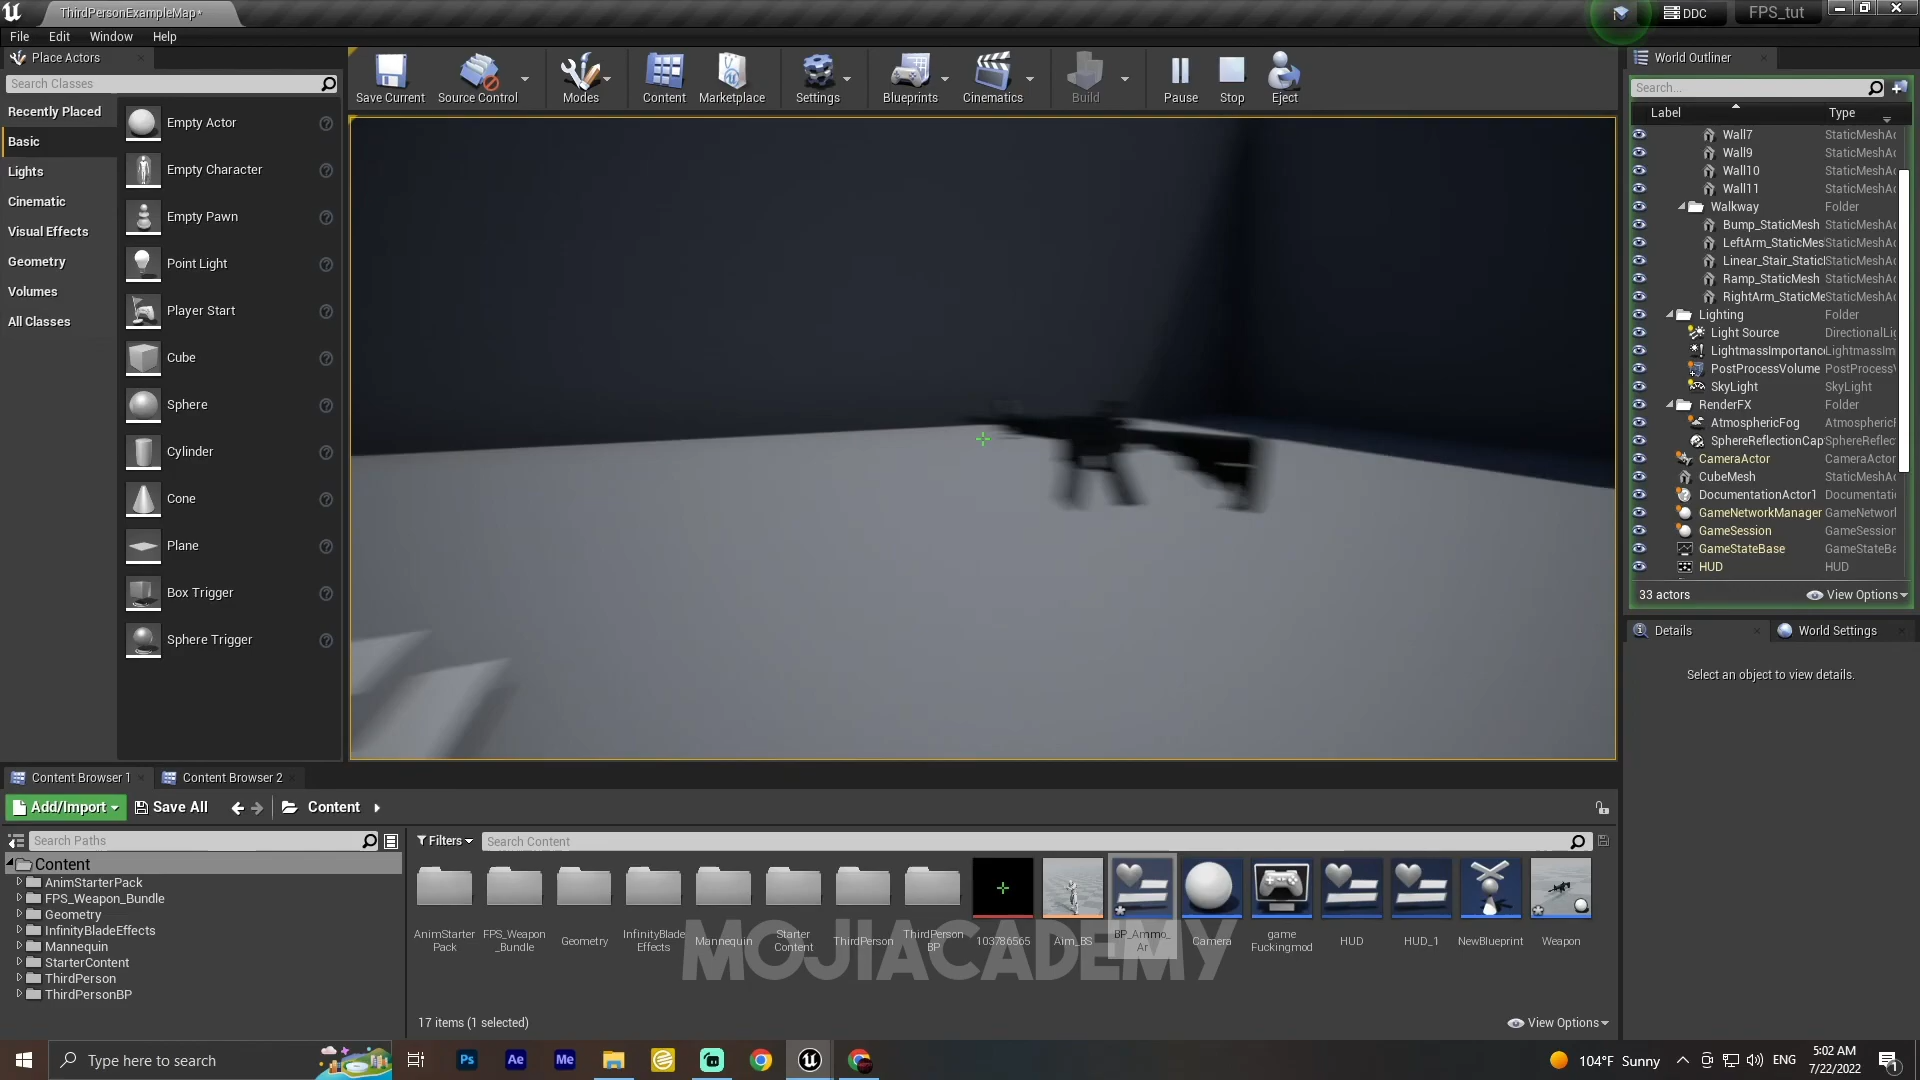 ThirdPersonExampleMap*
DDC
FPS_tut
File
Edit
Window
Help
Place Actors
Search Classes
Recently Placed
Basic
Lights
Cinematic
Visual Effects
Geometry
Volumes
All Classes
Empty Actor
Empty Character
Empty Pawn
Point Light
Player Start
Cube
Sphere
Cylinder
Cone
Plane
Box Trigger
Sphere Trigger
Save Current
Source Control
Modes
Content
Marketplace
Settings
Blueprints
Cinematics
Build
Pause
Stop
Eject
World Outliner
Search...
Label Type
Wall7 StaticMeshAc
Wall9 StaticMeshAc
Wall10 StaticMeshAc
Wall11 StaticMeshAc
Walkway Folder
Bump_StaticMesh StaticMeshAc
LeftArm_StaticMes StaticMeshAc
Linear_Stair_Static StaticMeshAc
Ramp_StaticMesh StaticMeshAc
RightArm_StaticMe StaticMeshAc
Lighting Folder
Light Source DirectionalLig
LightmassImportanc LightmassIm
PostProcessVolume PostProcessV
SkyLight SkyLight
RenderFX Folder
AtmosphericFog AtmosphericF
SphereReflectionCap SphereReflec
CameraActor CameraActor
CubeMesh StaticMeshAc
DocumentationActor1 Documentatic
GameNetworkManager GameNetworl
GameSession GameSession
GameStateBase GameStateBa
HUD HUD
33 actors
View Options
Details
World Settings
Select an object to view details.
Content Browser 1
Content Browser 2
Add/Import
Save All
Content
Search Paths
Content
AnimStarterPack
FPS_Weapon_Bundle
Geometry
InfinityBladeEffects
Mannequin
StarterContent
ThirdPerson
ThirdPersonBP
Filters
Search Content
AnimStarter
Pack
FPS_Weapon
_Bundle
Geometry
InfinityBlade
Effects
Mannequin
Starter
Content
ThirdPerson
ThirdPerson
BP
103786565
Aim_BS
BP_Ammo_
Ar
Camera
game
Fuckingmod
HUD
HUD_1
NewBlueprint
Weapon
MOJIACADEMY
17 items (1 selected)
View Options
Type here to search
Ps
Ae
Me
104°F Sunny
ENG
5:02 AM
7/22/2022
1